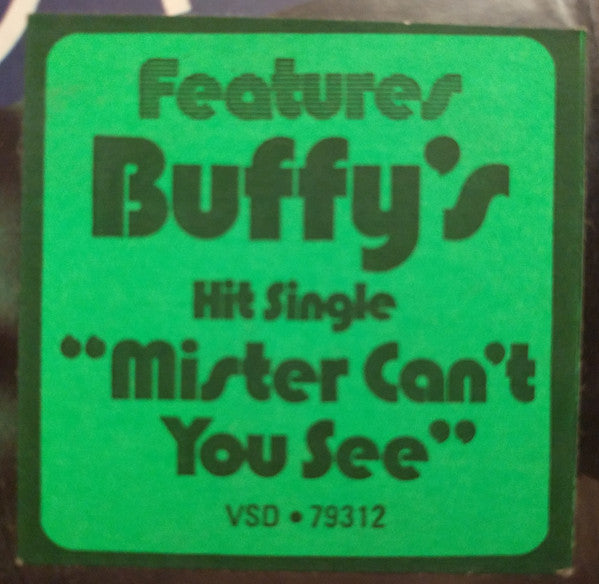 Features
Buffy's
Hit Single
"Mister Can't
You See"
VSD • 79312